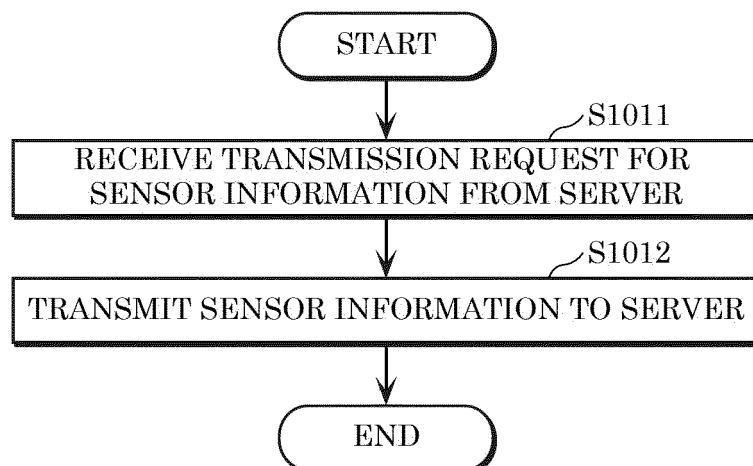 START
S1011
RECEIVE TRANSMISSION REQUEST FOR
SENSOR INFORMATION FROM SERVER
S1012
TRANSMIT SENSOR INFORMATION TO SERVER
END